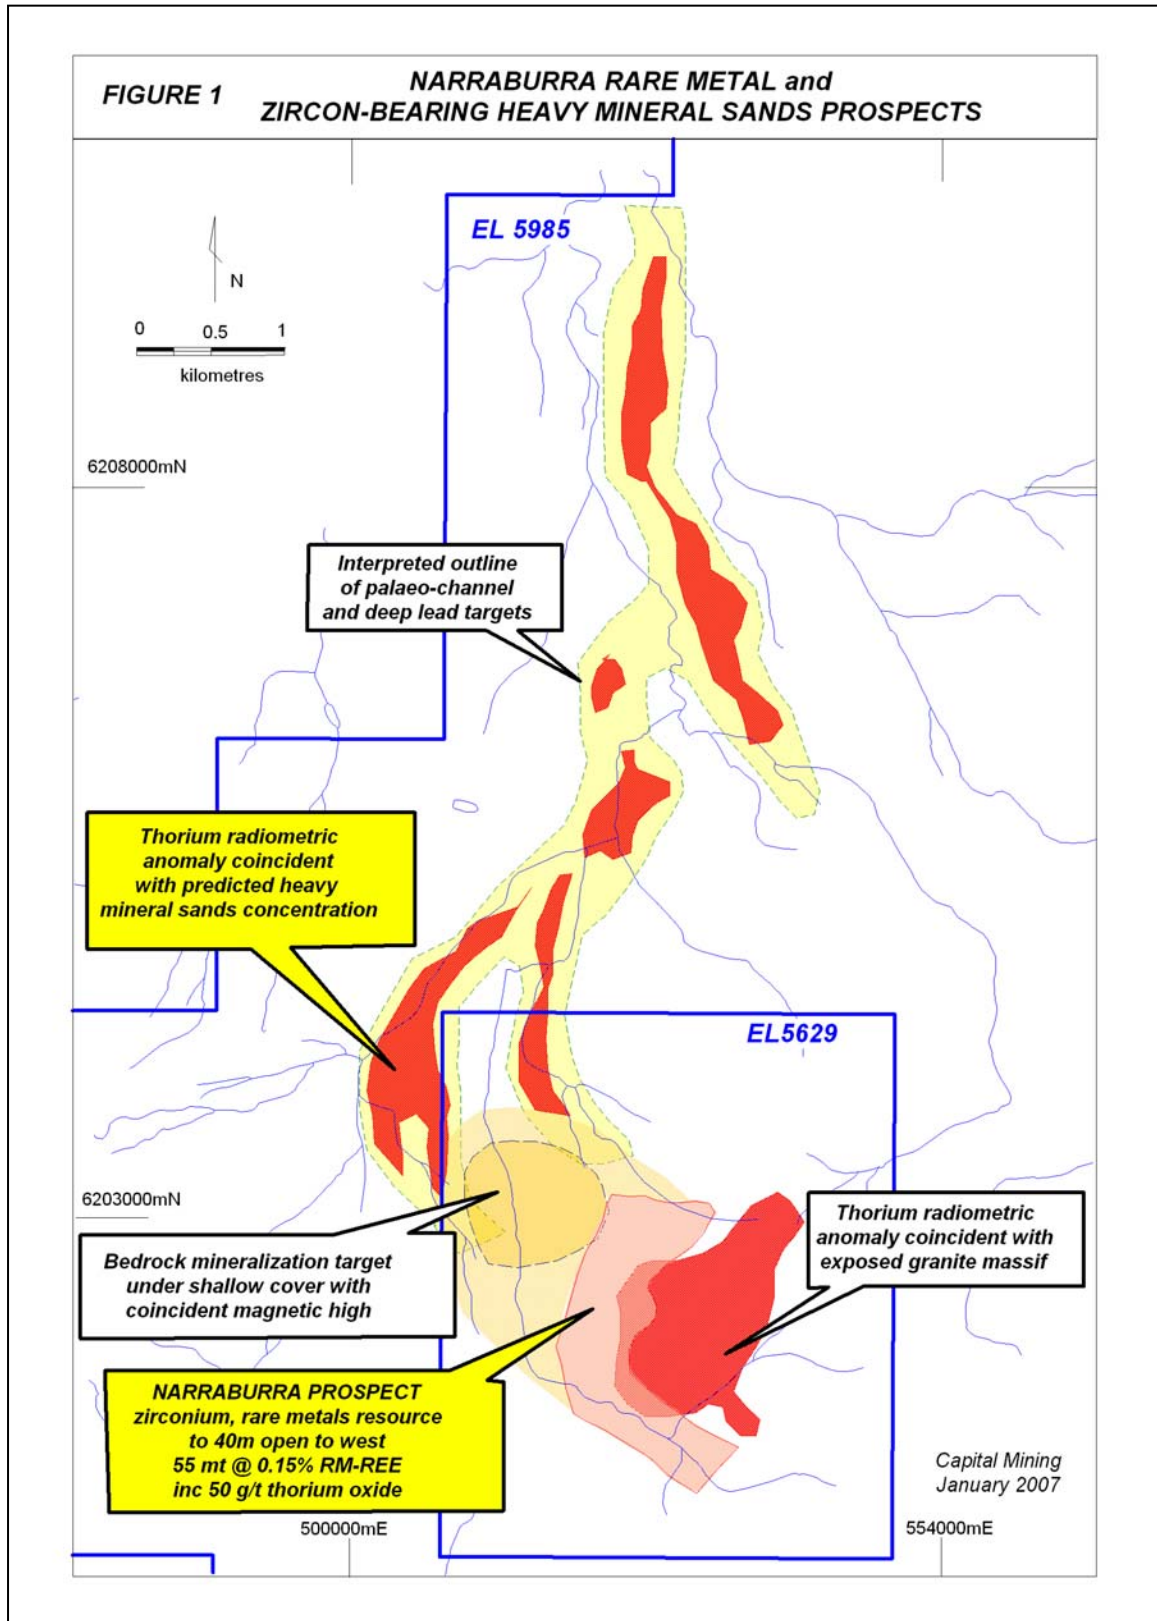 FIGURE 1
NARRABURRA RARE METAL and
ZIRCON-BEARING HEAVY MINERAL SANDS PROSPECTS
EL 5985
N
0 0.5 1
kilometres
6208000mN
Interpreted outline
of palaeo-channel
and deep lead targets
Thorium radiometric
anomaly coincident
with predicted heavy
mineral sands concentration
EL5629
6203000mN
Thorium radiometric
anomaly coincident with
exposed granite massif
Bedrock mineralization target
under shallow cover with
coincident magnetic high
NARRABURRA PROSPECT
zirconium, rare metals resource
to 40m open to west
55 mt @ 0.15% RM-REE
inc 50 g/t thorium oxide
Capital Mining
January 2007
500000mE
554000mE